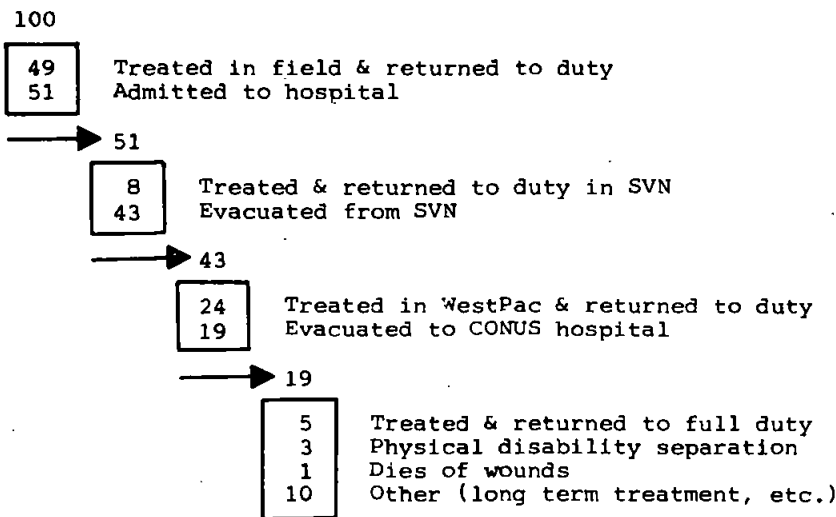 100
49 Treated in field & returned to duty
51 Admitted to hospital
51
8 Treated & returned to duty in SVN
43 Evacuated from SVN
43
24 Treated in WestPac & returned to duty
19 Evacuated to CONUS hospital
19
5 Treated & returned to full duty
3 Physical disability separation
1 Dies of wounds
10 Other (long term treatment, etc.)